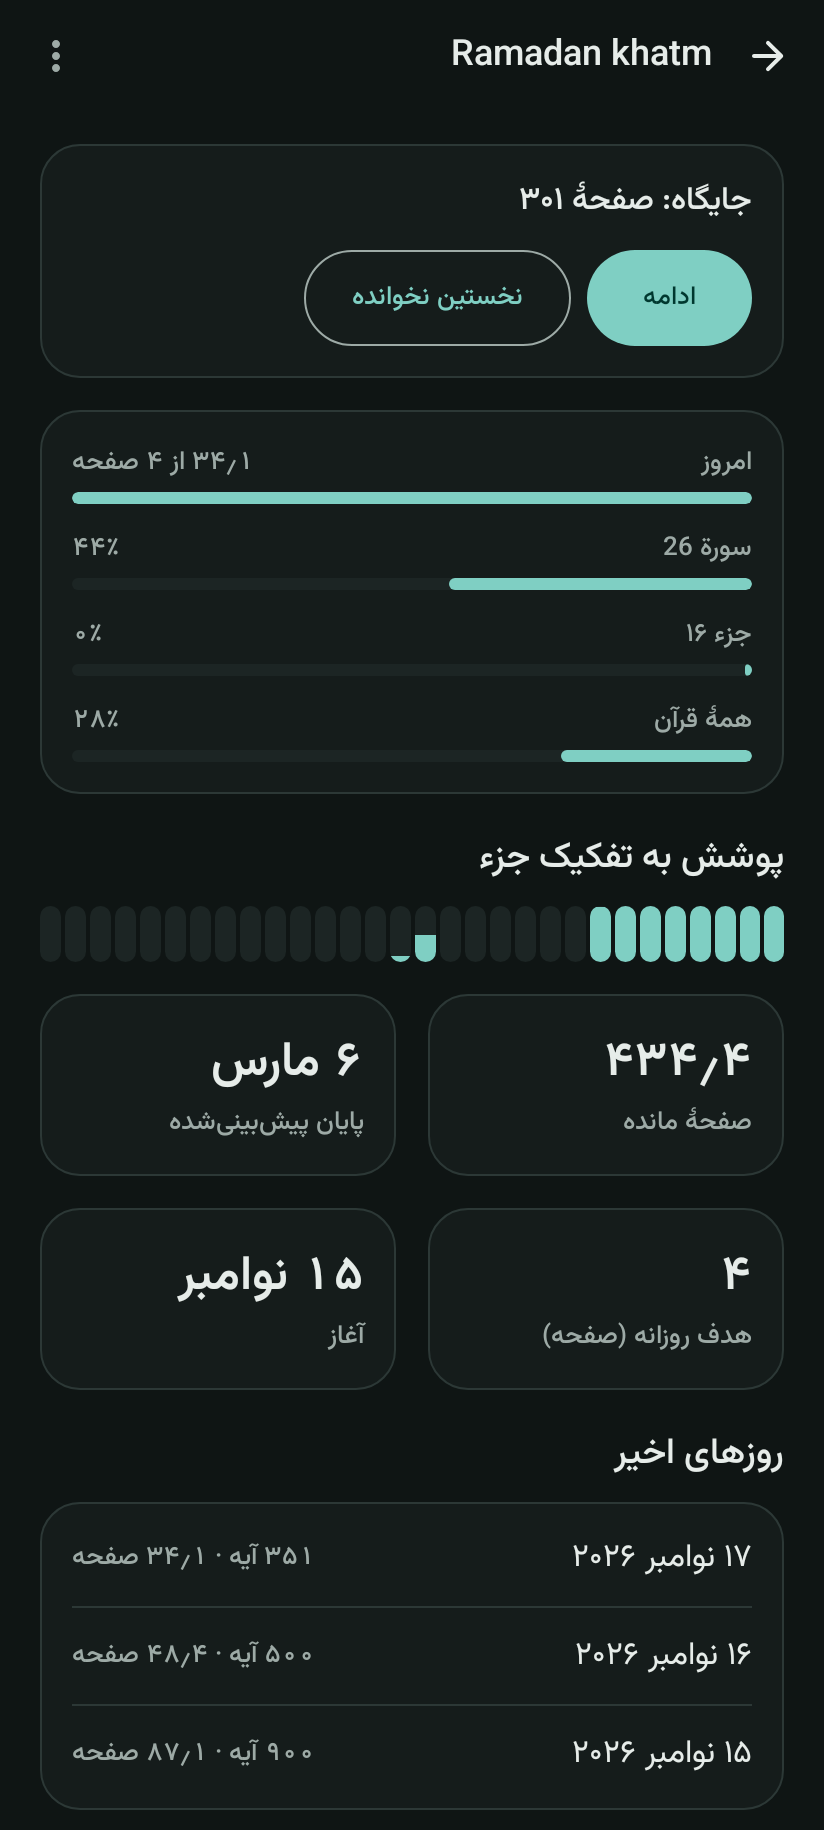 Ramadan khatm
جایگاه: صفحهٔ ۳۰۱
ادامه
نخستین نخوانده
امروز
۳۴٫۱ از ۴ صفحه
سورة 26
۴۴٪
جزء ۱۶
۰٪
همهٔ قرآن
۲۸٪
پوشش به تفکیک جزء
۴۳۴٫۴
صفحهٔ مانده
۶ مارس
پایان پیش‌بینی‌شده
۴
هدف روزانه (صفحه)
۱۵ نوامبر
آغاز
روزهای اخیر
۱۷ نوامبر ۲۰۲۶
۳۵۱ آیه · ۳۴٫۱ صفحه
۱۶ نوامبر ۲۰۲۶
۵۰۰ آیه · ۴۸٫۴ صفحه
۱۵ نوامبر ۲۰۲۶
۹۰۰ آیه · ۸۷٫۱ صفحه